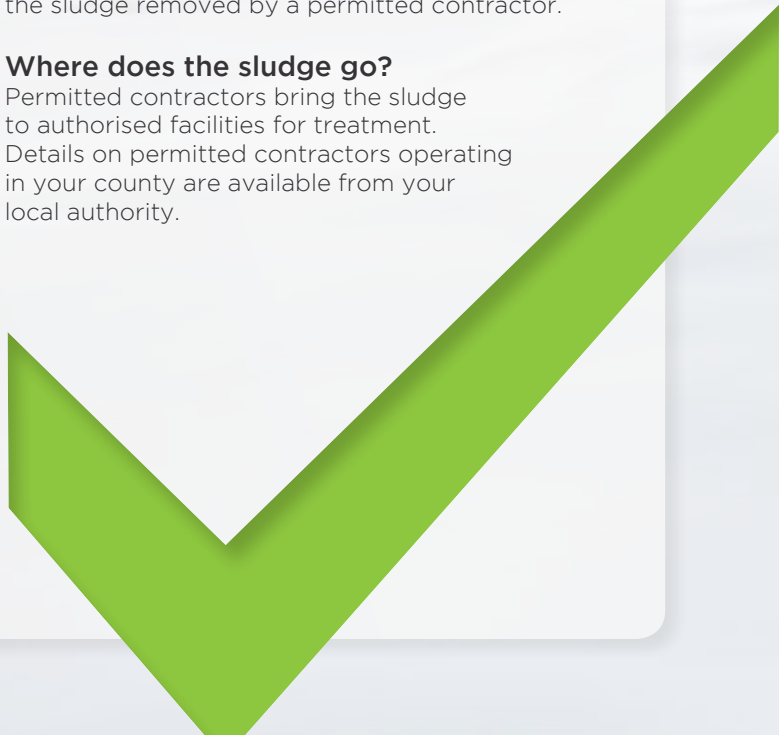 the sludge removed by a permitted contractor.
Where does the sludge go?
Permitted contractors bring the sludge
to authorised facilities for treatment.
Details on permitted contractors operating
in your county are available from your
local authority.